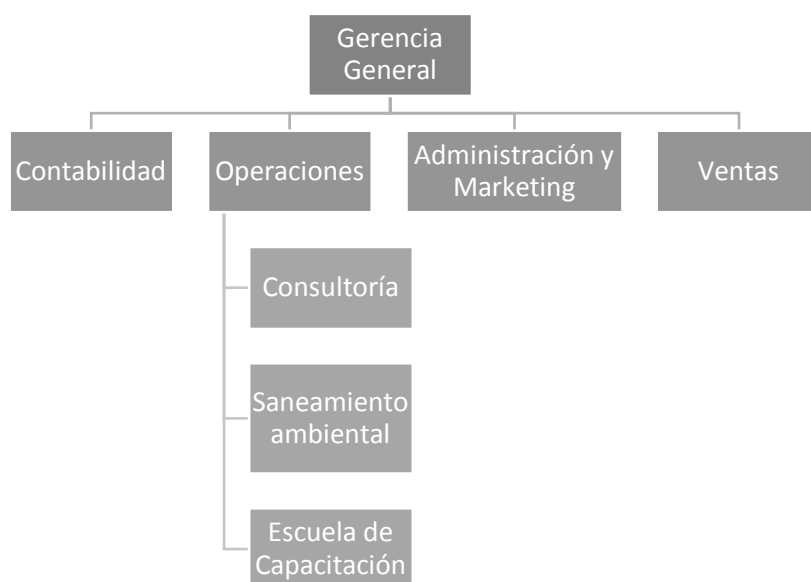 Gerencia
General
Contabilidad
Operaciones
Administración y
Marketing
Ventas
Consultoría
Saneamiento
ambiental
Escuela de
Capacitación